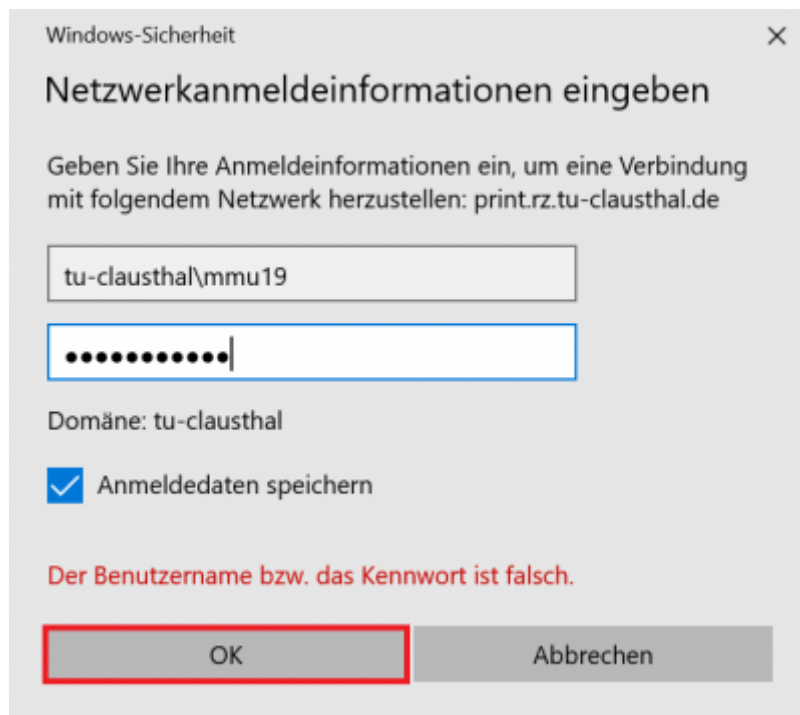 Windows-Sicherheit
Netzwerkanmeldeinformationen eingeben
Geben Sie Ihre Anmeldeinformationen ein, um eine Verbindung
mit folgendem Netzwerk herzustellen: print.rz.tu-clausthal.de
tu-clausthal\mmu19
●●●●●●●●●●●
Domäne: tu-clausthal
Anmeldedaten speichern
Der Benutzername bzw. das Kennwort ist falsch.
OK
Abbrechen